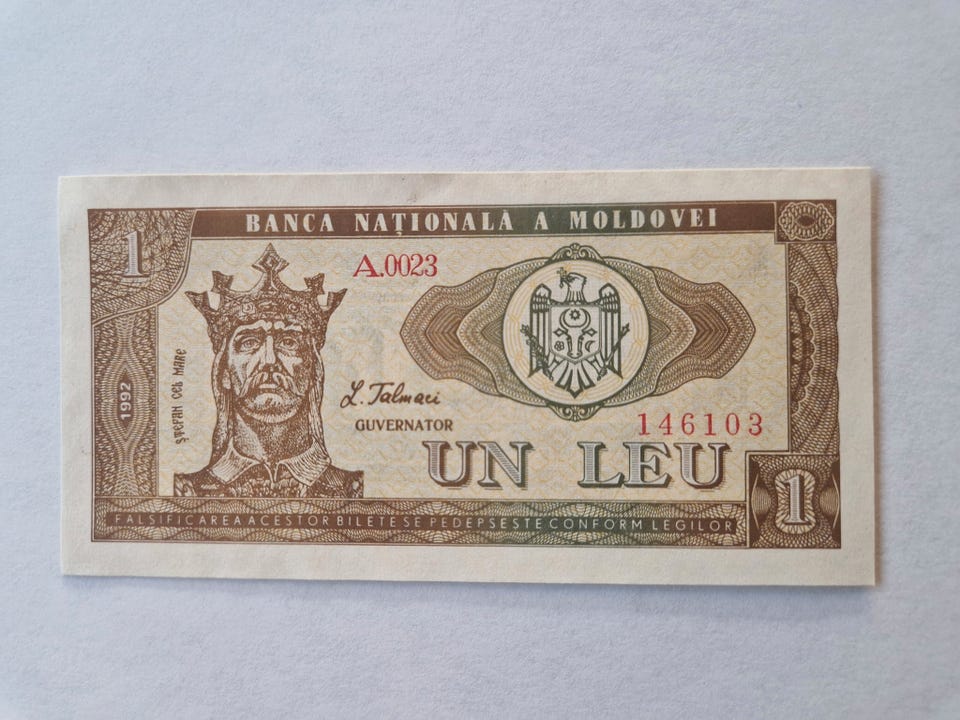 BANCA NAȚIONALĂ A MOLDOVEI
1
A.0023
1992
ȘTEFAN CEL MARE
L. Talmaci
GUVERNATOR
146103
UN LEU
1
FALSIFICAREA ACESTOR BILETE SE PEDEPSEȘTE CONFORM LEGILOR